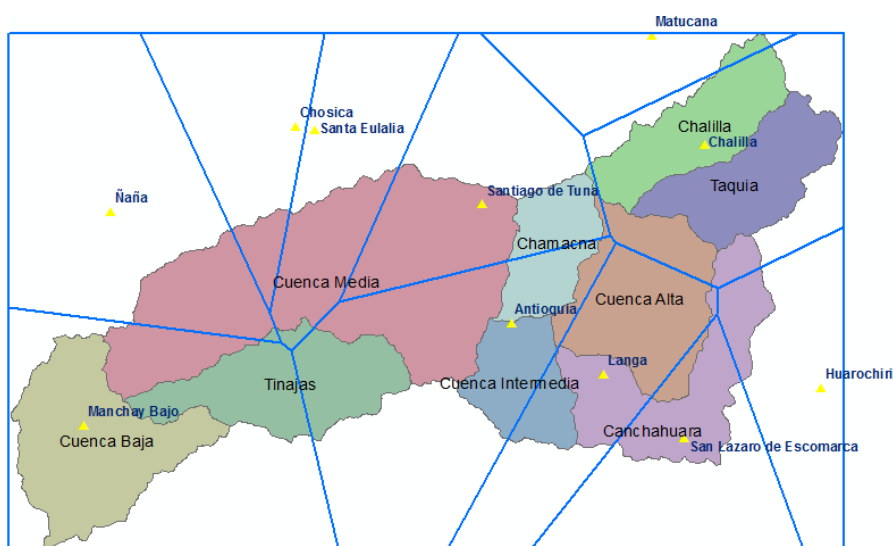 Matucana
Chosica
Santa Eulalia
Chalilla
Chalilla
Taquia
Ñaña
Santiago de Tuna
Chamacna
Cuenca Media
Cuenca Alta
Antioquia
Langa
Huarochiri
Tinajas
Cuenca Intermedia
Manchay Bajo
Cuenca Baja
Canchahuara
San Lazaro de Escomarca